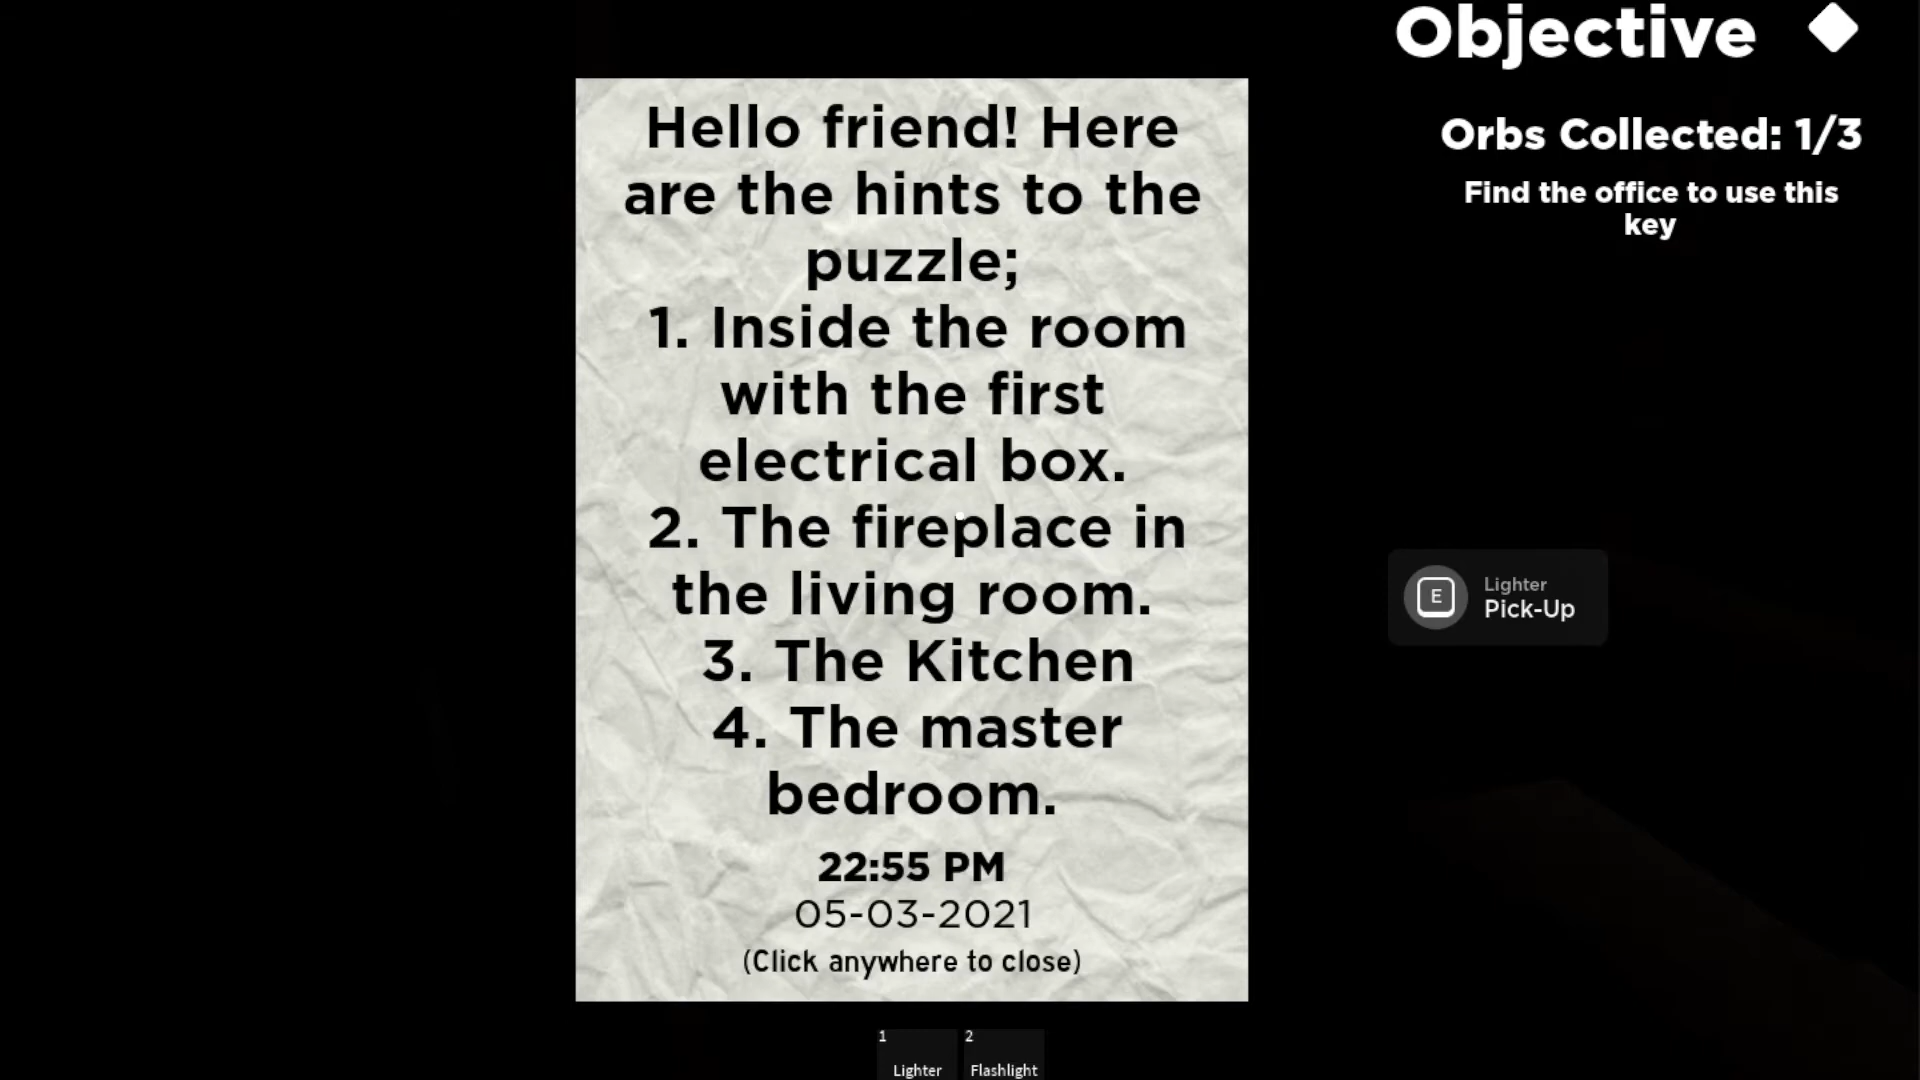 Objective
Orbs Collected: 1/3
Find the office to use this
key
Hello friend! Here
are the hints to the
puzzle;
1. Inside the room
with the first
electrical box.
2. The fireplace in
the living room.
3. The Kitchen
4. The master
bedroom.
22:55 PM
05-03-2021
(Click anywhere to close)
E
Lighter
Pick-Up
1
Lighter
2
Flashlight